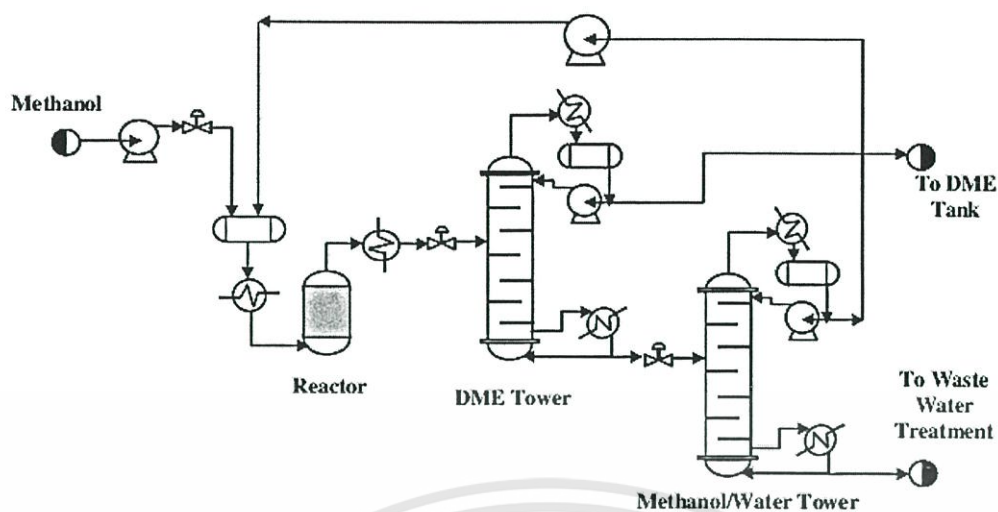 Methanol
To DME
Tank
Reactor
DME Tower
To Waste
Water
Treatment
Methanol/Water Tower